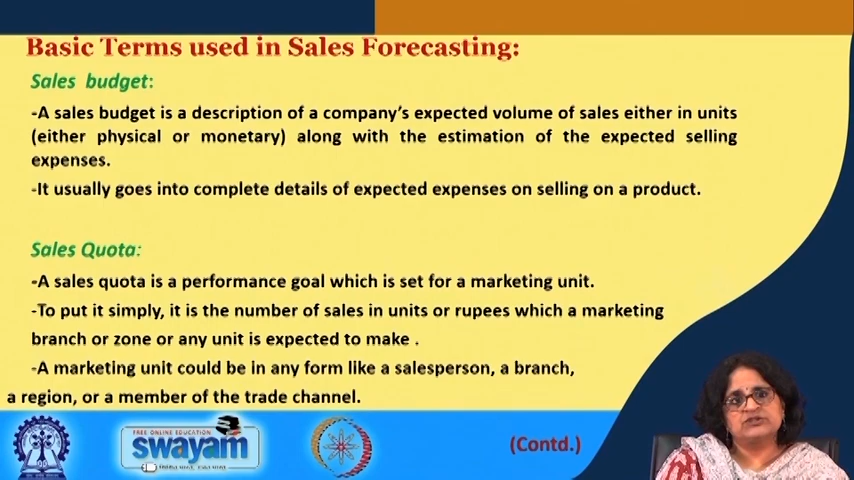 Basic Terms used in Sales Forecasting:
Sales budget:
-A sales budget is a description of a company's expected volume of sales either in units
(either physical or monetary) along with the estimation of the expected selling
expenses.
-It usually goes into complete details of expected expenses on selling on a product.
Sales Quota:
-A sales quota is a performance goal which is set for a marketing unit.
-To put it simply, it is the number of sales in units or rupees which a marketing
branch or zone or any unit is expected to make .
-A marketing unit could be in any form like a salesperson, a branch,
a region, or a member of the trade channel.
FREE ONLINE EDUCATION
swayam
(Contd.)